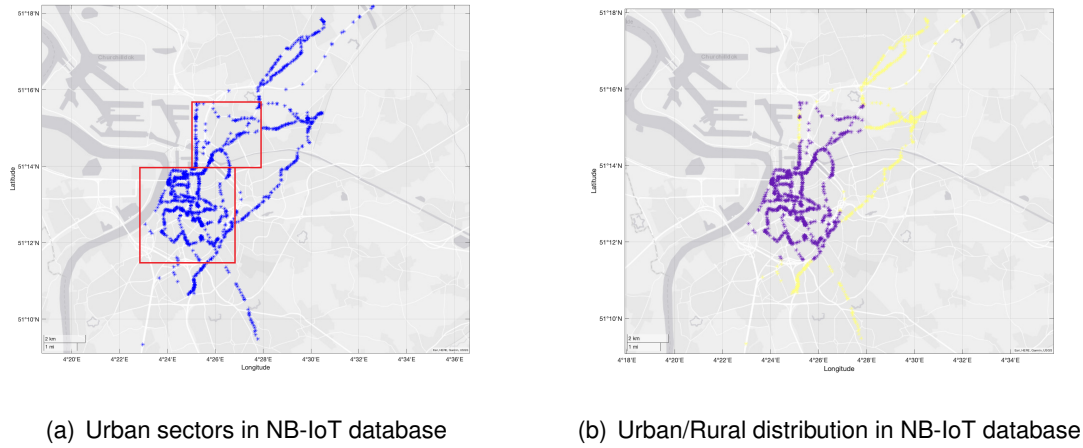 51°18'N
51°16'N
51°14'N
51°12'N
51°10'N
Latitude
2 km
1 mi
4°20'E 4°22'E 4°24'E 4°26'E 4°28'E 4°30'E 4°32'E 4°34'E
Longitude
(a) Urban sectors in NB-IoT database
51°18'N
51°16'N
51°14'N
51°12'N
51°10'N
Latitude
2 km
1 mi
4°18'E 4°20'E 4°22'E 4°24'E 4°26'E 4°28'E 4°30'E 4°32'E 4°34'E
Longitude
(b) Urban/Rural distribution in NB-IoT database